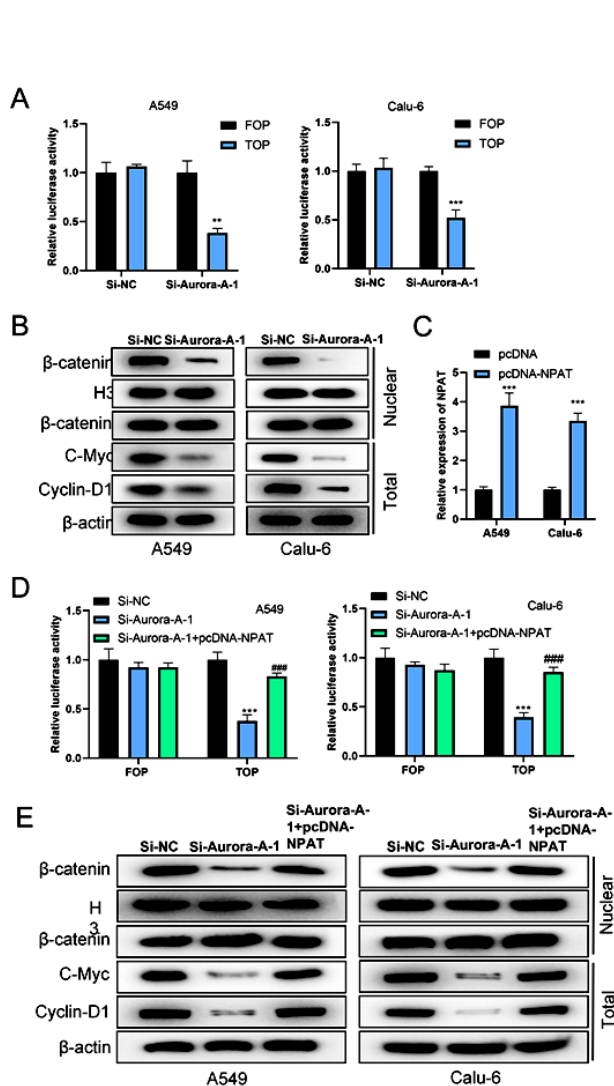 A
A549
Calu-6
FOP
TOP
FOP
TOP
Relative luciferase activity
1.5
1.0
0.5
0.0
**
Si-NC
Si-Aurora-A-1
Relative luciferase activity
1.5
1.0
0.5
0.0
***
Si-NC
Si-Aurora-A-1
B
Si-NC Si-Aurora-A-1
Si-NC Si-Aurora-A-1
β-catenin
H3
β-catenin
C-Myc
Cyclin-D1
β-actin
Nuclear
Total
A549
Calu-6
C
pcDNA
pcDNA-NPAT
Relative expression of NPAT
5
4
3
2
1
0
***
***
A549
Calu-6
D
Si-NC
Si-Aurora-A-1
Si-Aurora-A-1+pcDNA-NPAT
A549
Relative luciferase activity
1.5
1.0
0.5
0.0
***
###
FOP
TOP
Si-NC
Si-Aurora-A-1
Si-Aurora-A-1+pcDNA-NPAT
Calu-6
Relative luciferase activity
1.5
1.0
0.5
0.0
***
###
FOP
TOP
E
Si-NC Si-Aurora-A-1
Si-Aurora-A-
1+pcDNA-
NPAT
Si-NC Si-Aurora-A-1
Si-Aurora-A-
1+pcDNA-
NPAT
β-catenin
H
3
β-catenin
C-Myc
Cyclin-D1
β-actin
Nuclear
Total
A549
Calu-6